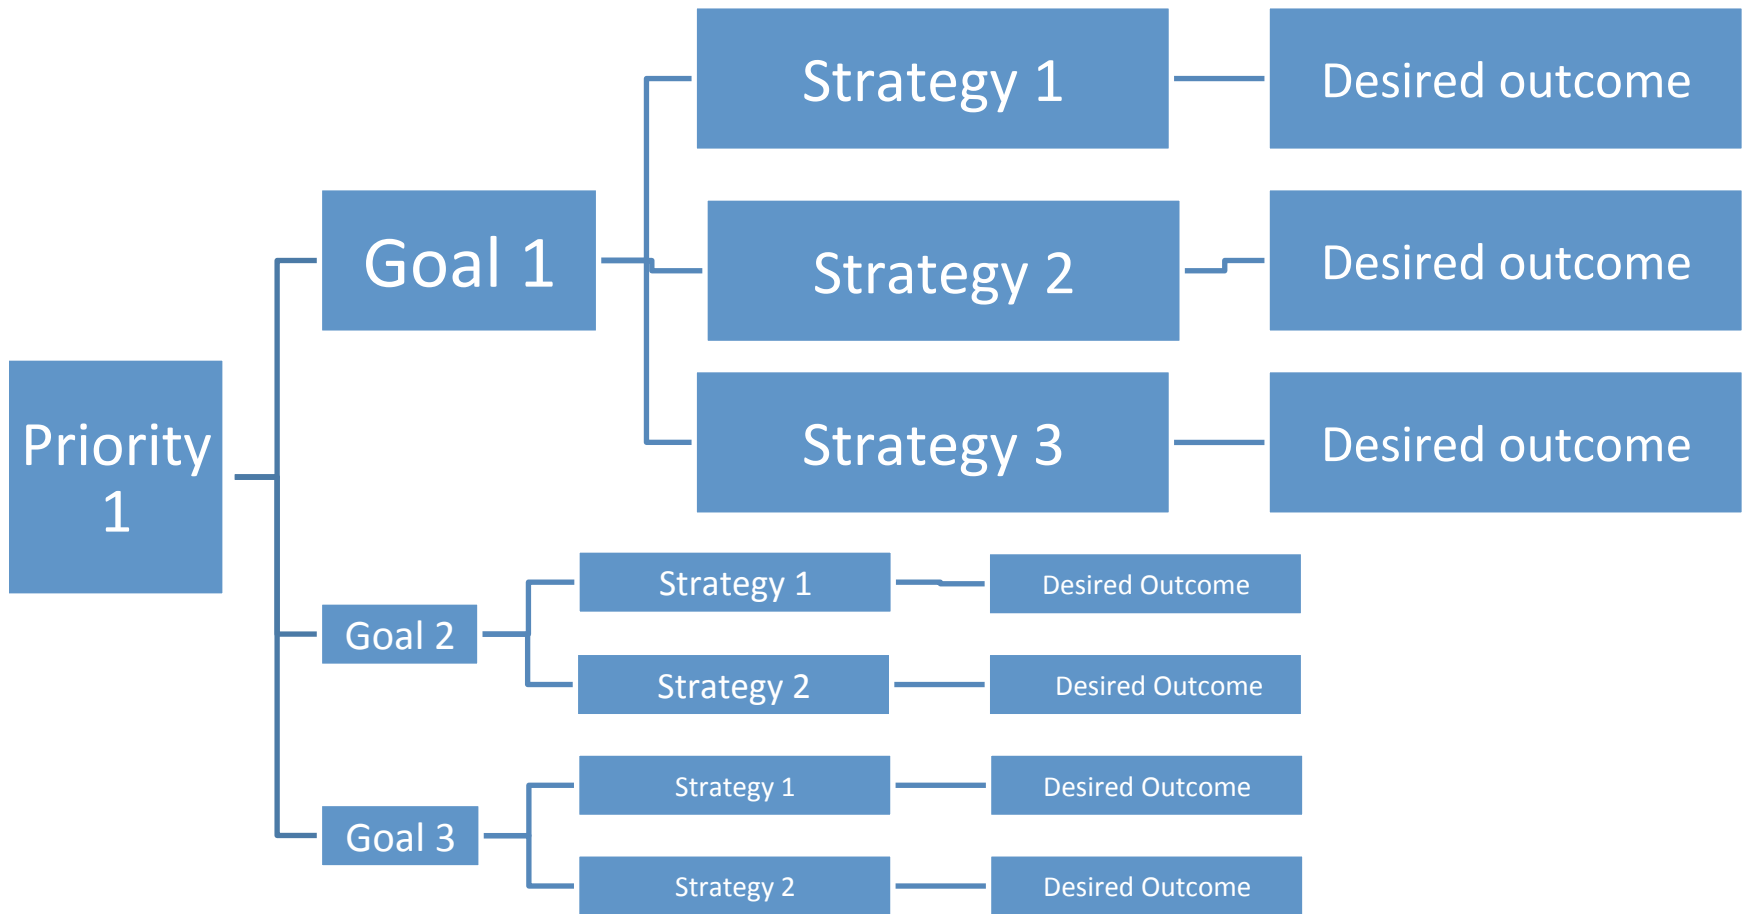 Priority
1
Goal 1
Strategy 1
Desired outcome
Strategy 2
Desired outcome
Strategy 3
Desired outcome
Goal 2
Strategy 1
Desired Outcome
Strategy 2
Desired Outcome
Goal 3
Strategy 1
Desired Outcome
Strategy 2
Desired Outcome